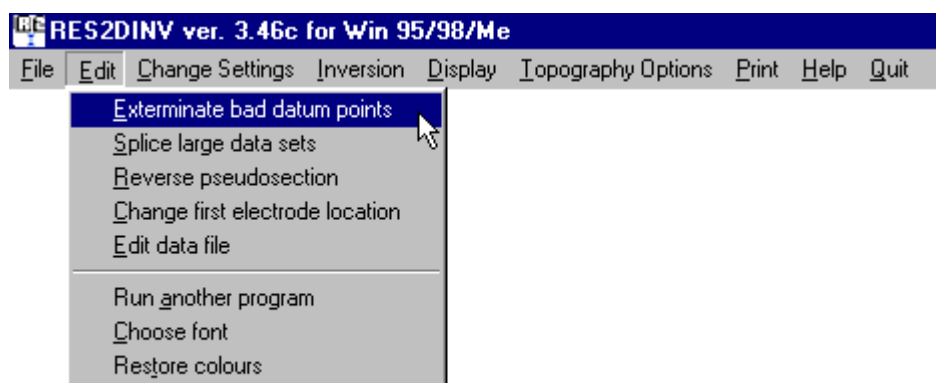 RES2DINV ver. 3.46c for Win 95/98/Me
File Edit Change Settings Inversion Display Topography Options Print Help Quit
Exterminate bad datum points
Splice large data sets
Reverse pseudosection
Change first electrode location
Edit data file
Run another program
Choose font
Restore colours